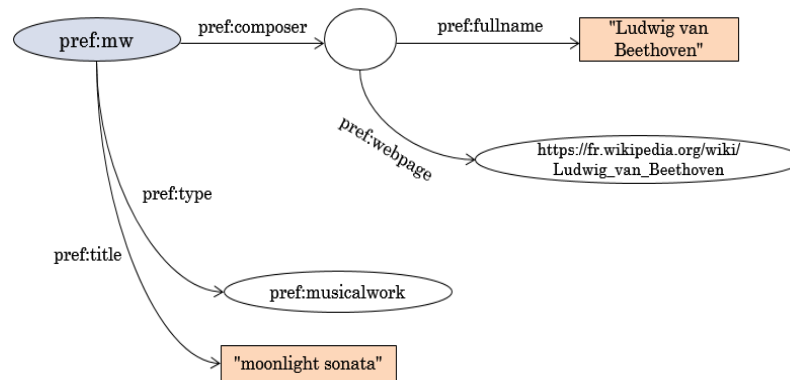 pref:mw
pref:composer
pref:fullname
"Ludwig van
Beethoven"
pref:webpage
https://fr.wikipedia.org/wiki/
Ludwig_van_Beethoven
pref:type
pref:title
pref:musicalwork
"moonlight sonata"